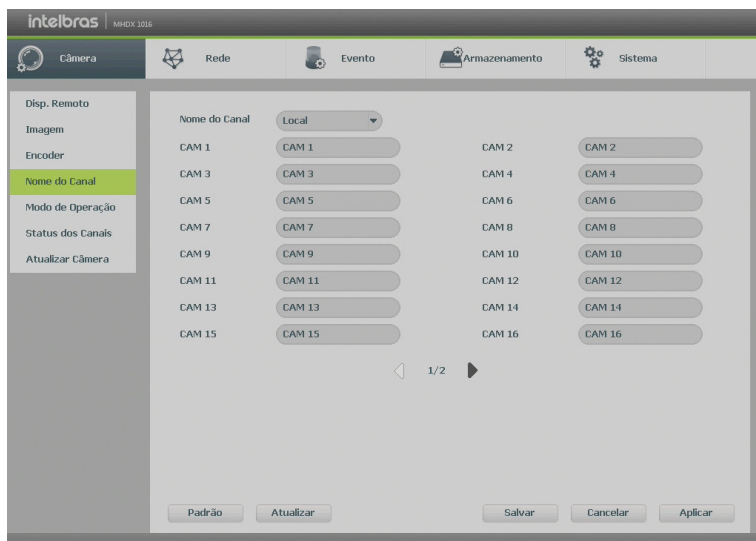 intelbras | MHDX 1016
Câmera Rede Evento Armazenamento Sistema
Disp. Remoto
Imagem
Encoder
Nome do Canal
Modo de Operação
Status dos Canais
Atualizar Câmera
Nome do Canal Local
CAM 1 CAM 1 CAM 2 CAM 2
CAM 3 CAM 3 CAM 4 CAM 4
CAM 5 CAM 5 CAM 6 CAM 6
CAM 7 CAM 7 CAM 8 CAM 8
CAM 9 CAM 9 CAM 10 CAM 10
CAM 11 CAM 11 CAM 12 CAM 12
CAM 13 CAM 13 CAM 14 CAM 14
CAM 15 CAM 15 CAM 16 CAM 16
1/2
Padrão Atualizar Salvar Cancelar Aplicar